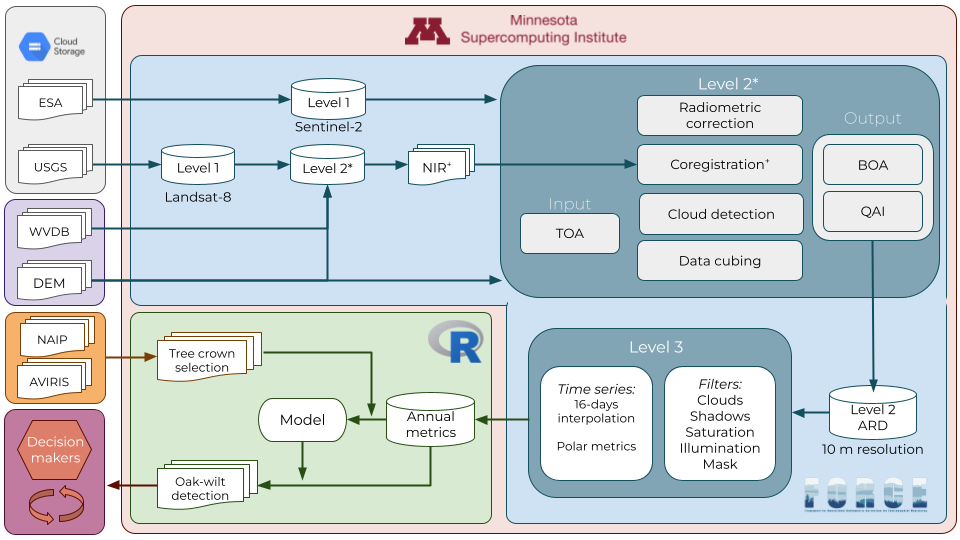 Minnesota
Supercomputing Institute
Cloud
Storage
ESA
USGS
WVDB
DEM
NAIP
AVIRIS
Decision
makers
Level 1
Sentinel-2
Level 1
Landsat-8
Level 2*
NIR+
Level 2*
Input
TOA
Radiometric
correction
Coregistration+
Cloud detection
Data cubing
Output
BOA
QAI
Level 2
ARD
10 m resolution
Level 3
Time series:
16-days
interpolation
Polar metrics
Filters:
Clouds
Shadows
Saturation
Illumination
Mask
FORCE
R
Tree crown
selection
Model
Annual
metrics
Oak-wilt
detection